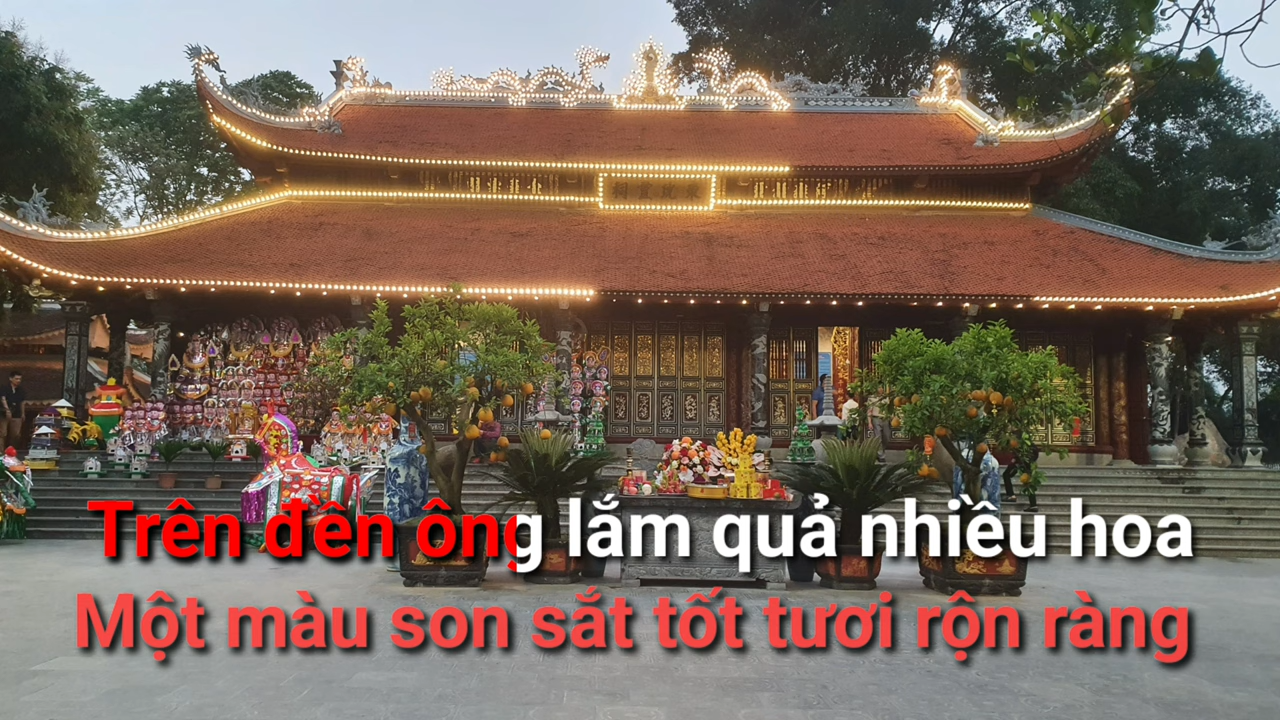 Trên đền ông lắm quả nhiều hoa
Một màu son sắt tốt tươi rộn ràng